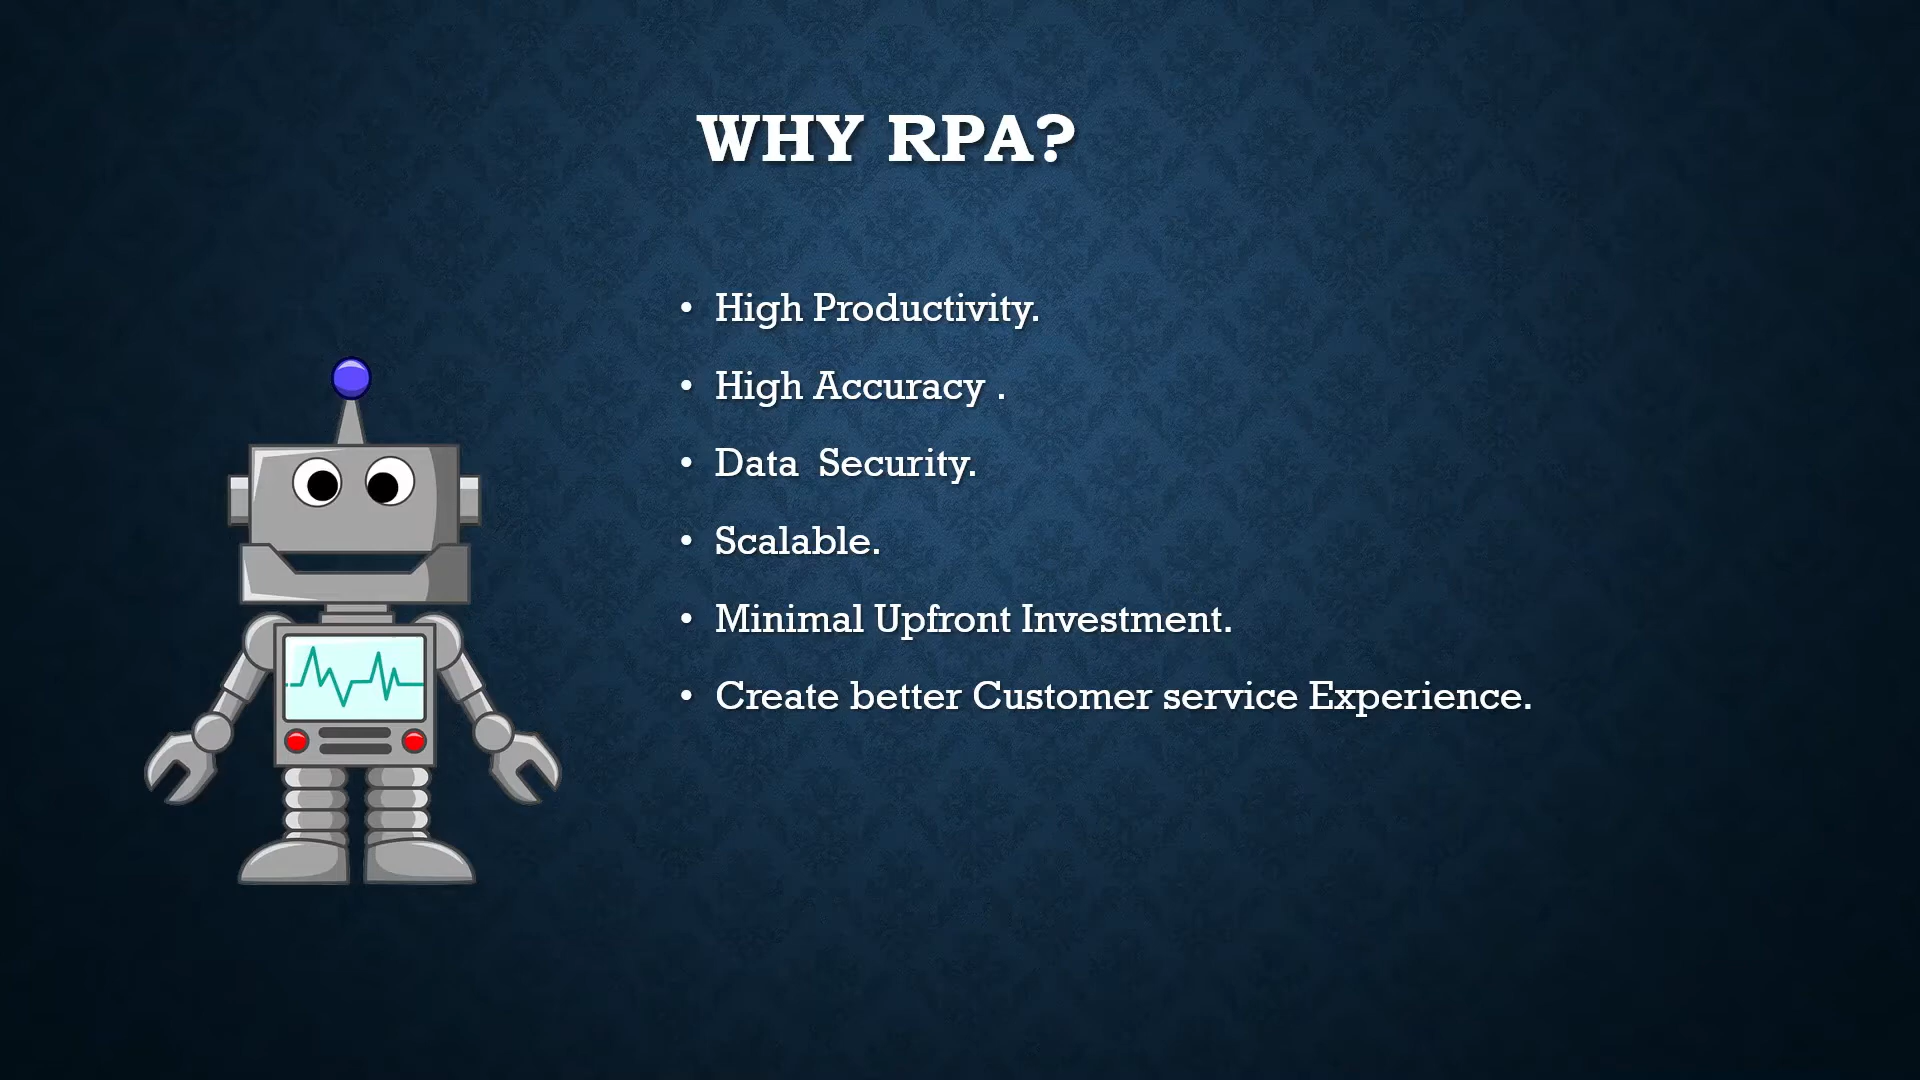 WHY RPA?
• High Productivity.
• High Accuracy .
• Data  Security.
• Scalable.
• Minimal Upfront Investment.
• Create better Customer service Experience.